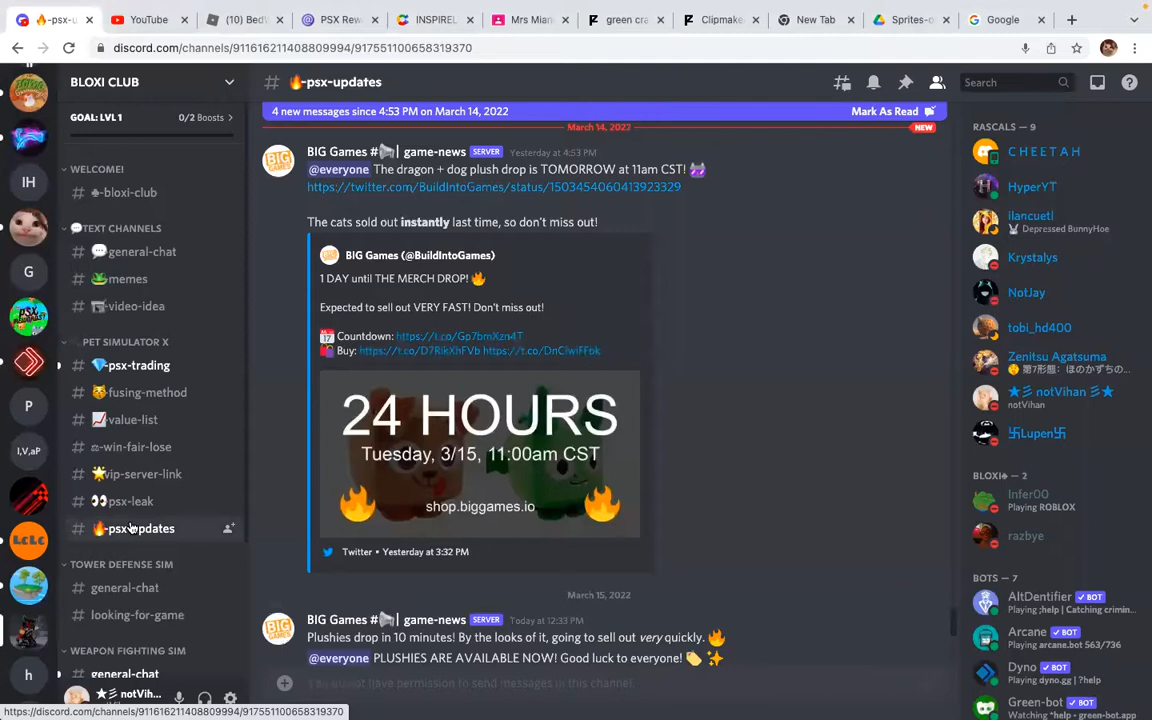 🔥-psx-u
YouTube
(10) BedW
PSX Rew
INSPIREL
Mrs Mian
green cra
Clipmake
New Tab
Sprites-o
Google
discord.com/channels/911616211408809994/917551100658319370
BLOXI CLUB
# 🔥-psx-updates
Search
GOAL: LVL 1
0/2 Boosts
4 new messages since 4:53 PM on March 14, 2022
Mark As Read
March 14, 2022
NEW
WELCOME!
# ♣-bloxi-club
💬TEXT CHANNELS
# 💬general-chat
# memes
# video-idea
PET SIMULATOR X
# 💎-psx-trading
# fusing-method
# 📈-value-list
# ⚖-win-fair-lose
# 🌟vip-server-link
# 👀psx-leak
# 🔥-psx-updates
TOWER DEFENSE SIM
# general-chat
# looking-for-game
WEAPON FIGHTING SIM
# general-chat
IH
G
P
I,V,aP
LCLC
h
notVih...
BIG Games #📢| game-news SERVER Yesterday at 4:53 PM
@everyone The dragon + dog plush drop is TOMORROW at 11am CST!
https://twitter.com/BuildIntoGames/status/1503454060413923329
The cats sold out instantly last time, so don't miss out!
BIG Games (@BuildIntoGames)
1 DAY until THE MERCH DROP! 🔥
Expected to sell out VERY FAST! Don't miss out!
📅 Countdown: https://t.co/Gp7bmXzn4T
🛍 Buy: https://t.co/D7RikXhFVb https://t.co/DnCiwiFFbk
24 HOURS
Tuesday, 3/15, 11:00am CST
shop.biggames.io
Twitter • Yesterday at 3:32 PM
March 15, 2022
BIG Games #📢| game-news SERVER Today at 12:33 PM
Plushies drop in 10 minutes! By the looks of it, going to sell out very quickly. 🔥
@everyone PLUSHIES ARE AVAILABLE NOW! Good luck to everyone! ✨
permission to send messages in this channel.
RASCALS — 9
C H E E T A H
HyperYT
ilancuetl
🐰 Depressed BunnyHoe
Krystalys
NotJay
tobi_hd400
Zenitsu Agatsuma
第7形態：ほのかずちの...
★彡 notVihan 彡★
notVihan
卐Lupen卐
BLOXI♣ — 2
Infer00
Playing ROBLOX
razbye
BOTS — 7
AltDentifier ✓ BOT
Playing ;help | Catching crimin...
Arcane ✓ BOT
Playing arcane.bot 563/736
Dyno ✓ BOT
Playing dyno.gg | ?help
Green-bot ✓ BOT
Watching *help • green-bot.app
https://discord.com/channels/911616211408809994/917551100658319370